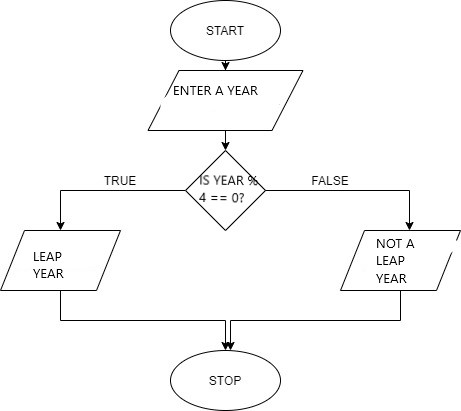 START
ENTER A YEAR
IS YEAR %
4 == 0?
TRUE
FALSE
LEAP
YEAR
NOT A
LEAP
YEAR
STOP